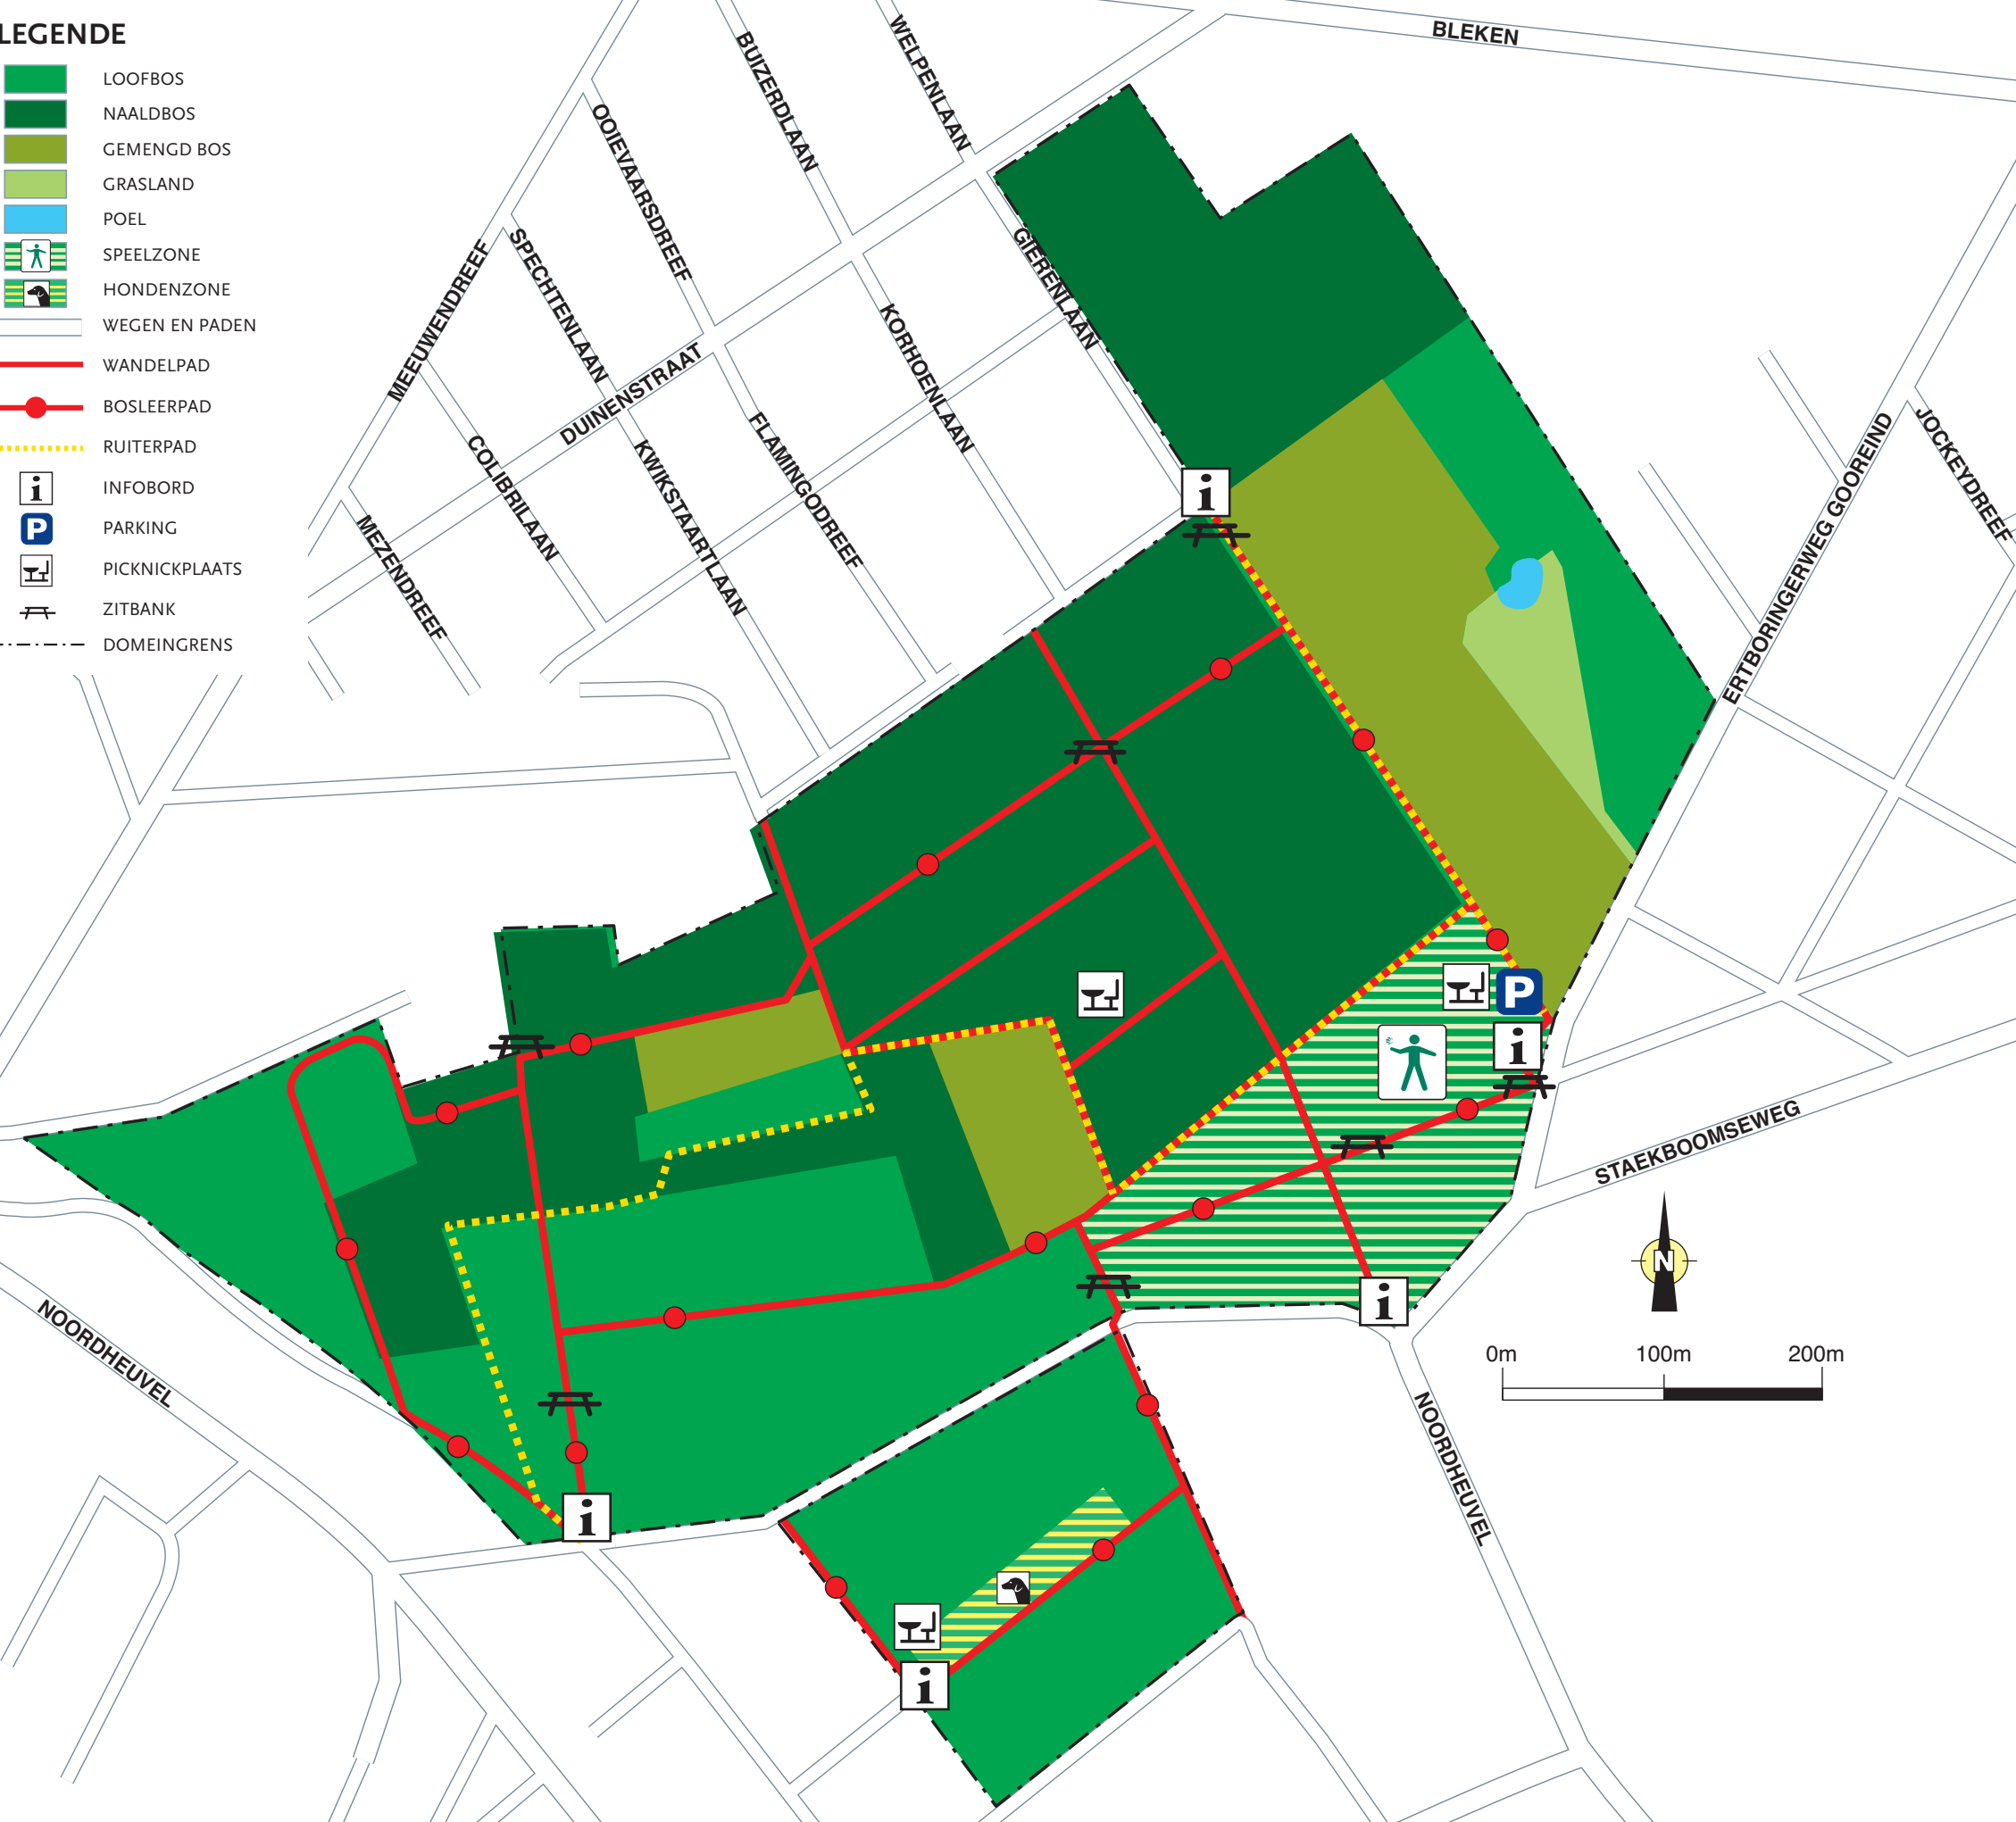 LEGENDE
LOOFBOS
NAALDBOS
GEMENGD BOS
GRASLAND
POEL
SPEELZONE
HONDENZONE
WEGEN EN PADEN
WANDELPAD
BOSLEERPAD
RUITERPAD
i
INFOBORD
P
PARKING
PICKNICKPLAATS
ZITBANK
DOMEINGRENS
BLEKEN
WELPENLAAN
BUIZERDLAAN
OOIEVAARSDREEF
SPECHTENLAAN
MEEUWENDREEF
GIERENLAAN
KORHOENLAAN
DUINENSTRAAT
FLAMINGODREEF
KWIKSTAARTLAAN
COLIBRILAAN
MEZENDREEF
ERTBORINGERWEG GOOREIND
JOCKEYDREEF
i
P
i
STAEKBOOMSEWEG
N
i
0m 100m 200m
NOORDHEUVEL
NOORDHEUVEL
i
i